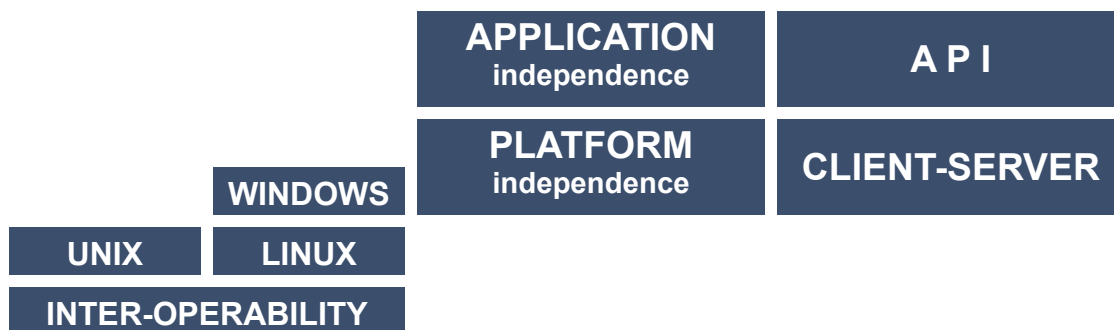 APPLICATION
independence
A P I
PLATFORM
independence
CLIENT-SERVER
WINDOWS
UNIX
LINUX
INTER-OPERABILITY